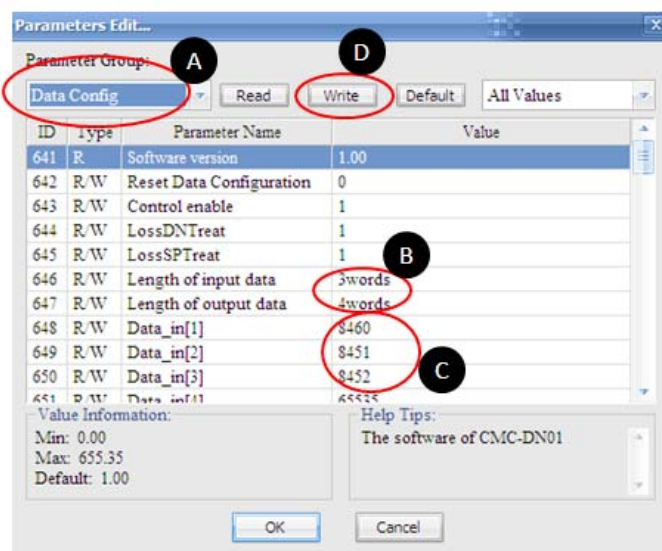 Parameters Edit...
Parameter Group:
A
D
Data Config
Read
Write
Default
All Values
ID Type Parameter Name Value
641 R Software version 1.00
642 R/W Reset Data Configuration 0
643 R/W Control enable 1
644 R/W LossDNTreat 1
645 R/W LossSPTreat 1
B
646 R/W Length of input data 3words
647 R/W Length of output data 4words
648 R/W Data_in[1] 8460
649 R/W Data_in[2] 8451
650 R/W Data_in[3] 8452
C
651 R/W Data_in[4] 65535
Value Information:
Min: 0.00
Max: 655.35
Default: 1.00
Help Tips:
The software of CMC-DN01
OK
Cancel